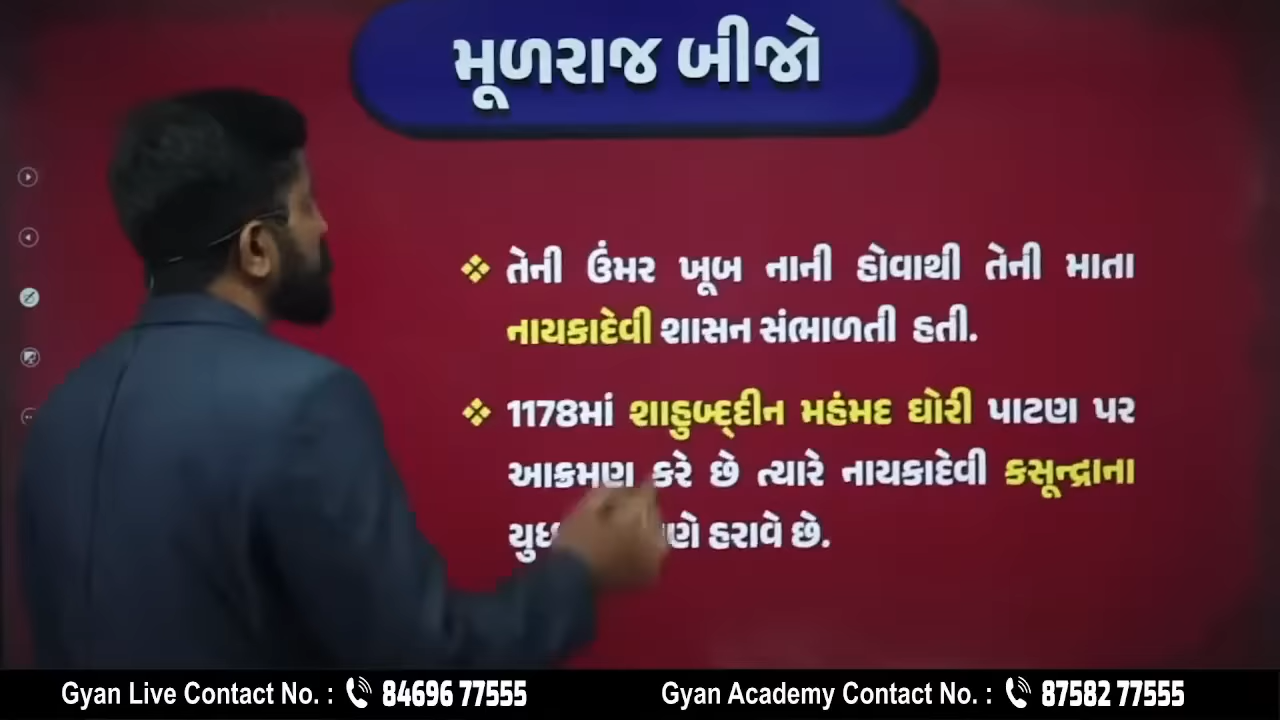 મૂળરાજ બીજો
❖ તેની ઉંમર ખૂબ નાની હોવાથી તેની માતા
નાયકાદેવી શાસન સંભાળતી હતી.
❖ 1178માં શાહુબ્દ્દીન મહંમદ ઘોરી પાટણ પર
આક્રમણ કરે છે ત્યારે નાયકાદેવી કસૂન્દ્રાના
હરાવે છે.
Gyan Live Contact No. : 84696 77555
Gyan Academy Contact No. : 87582 77555